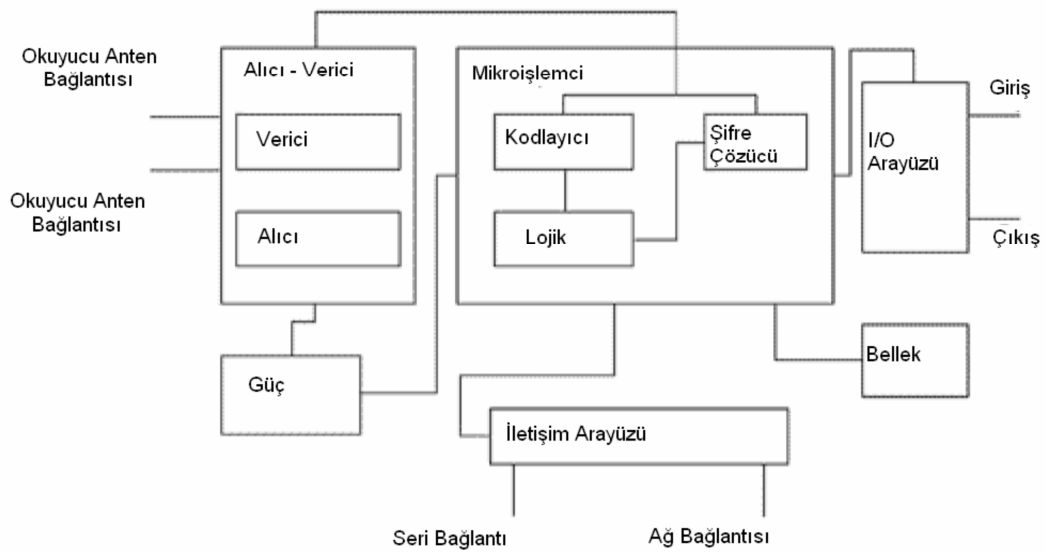 Okuyucu Anten
Bağlantısı
Alıcı - Verici
Verici
Okuyucu Anten
Bağlantısı
Alıcı
Güç
Mikroişlemci
Kodlayıcı
Şifre
Çözücü
Lojik
I/O
Arayüzü
Giriş
Çıkış
Bellek
İletişim Arayüzü
Seri Bağlantı
Ağ Bağlantısı